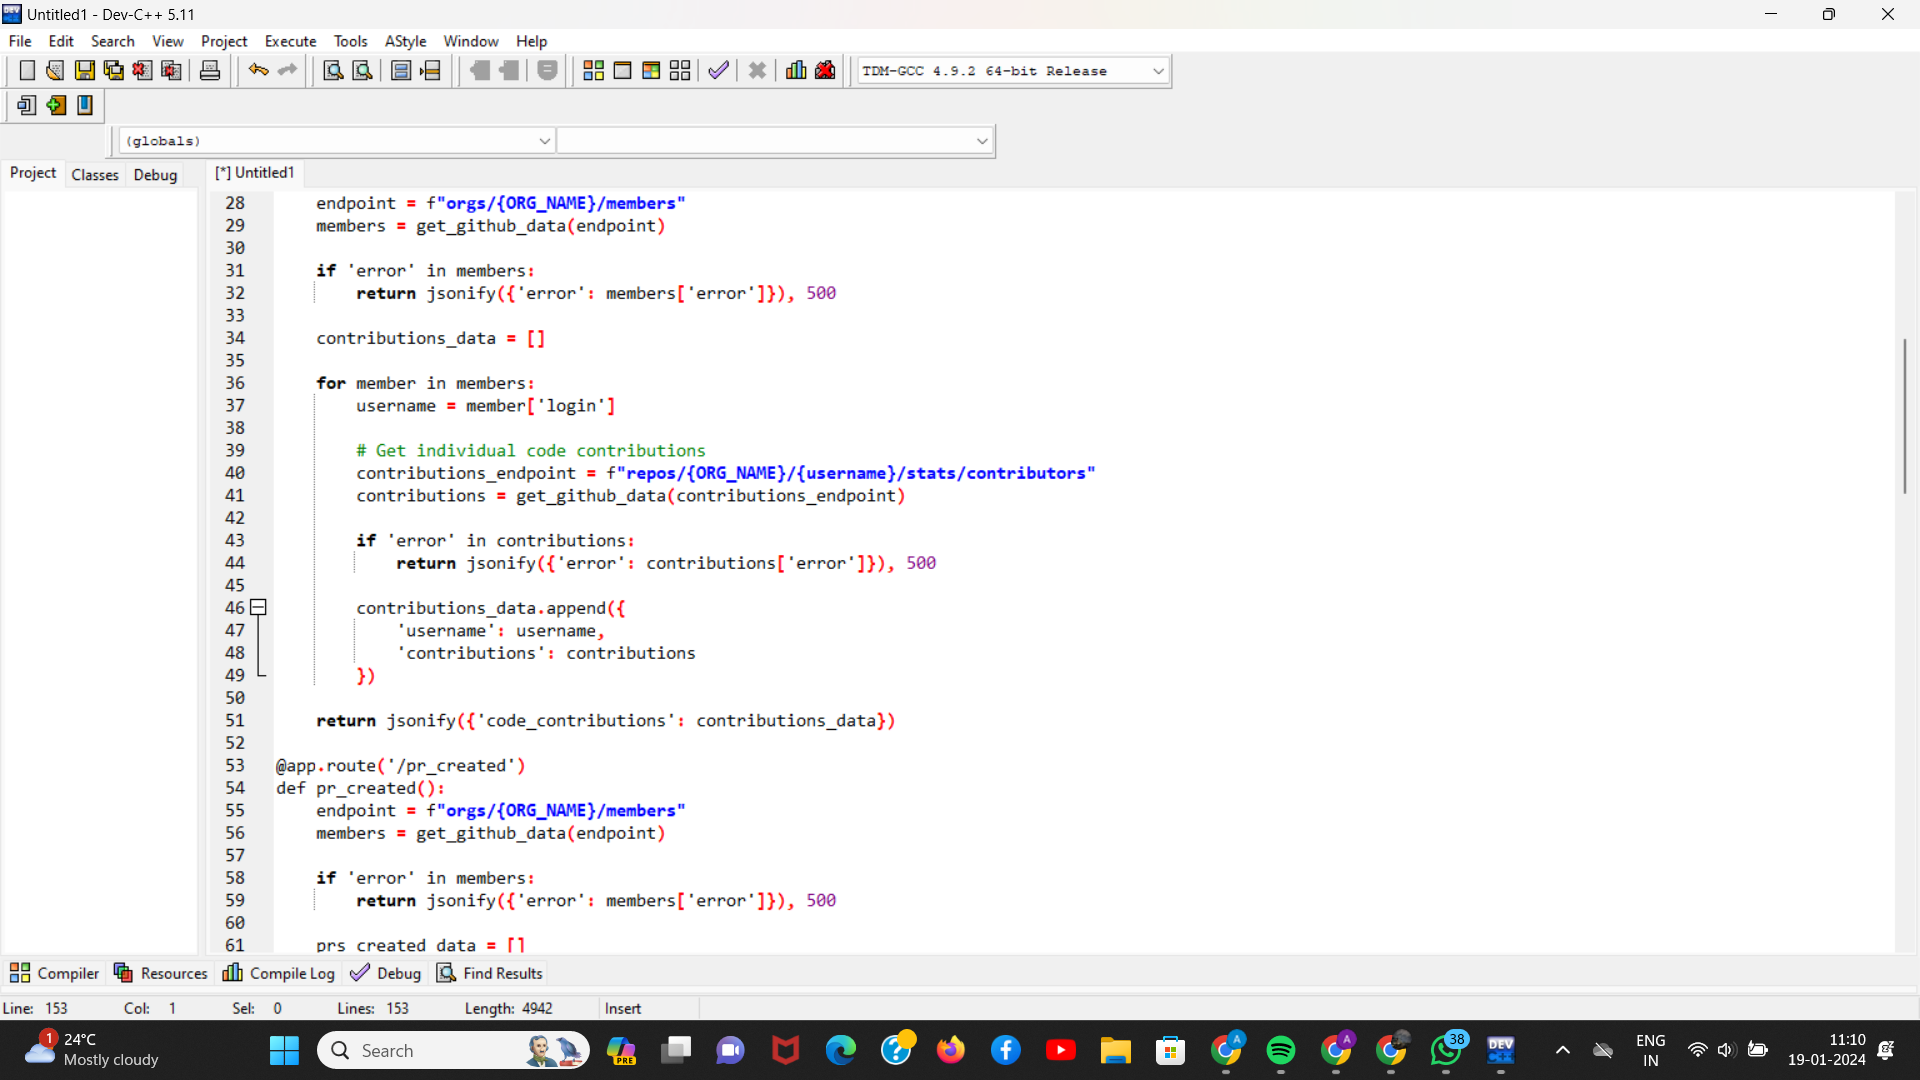 Untitled1 - Dev-C++ 5.11
File Edit Search View Project Execute Tools AStyle Window Help
TDM-GCC 4.9.2 64-bit Release
(globals)
Project Classes Debug [*] Untitled1
28 endpoint = f"orgs/{ORG_NAME}/members"
29 members = get_github_data(endpoint)
30
31 if 'error' in members:
32 return jsonify({'error': members['error']}), 500
33
34 contributions_data = []
35
36 for member in members:
37 username = member['login']
38
39 # Get individual code contributions
40 contributions_endpoint = f"repos/{ORG_NAME}/{username}/stats/contributors"
41 contributions = get_github_data(contributions_endpoint)
42
43 if 'error' in contributions:
44 return jsonify({'error': contributions['error']}), 500
45
46 contributions_data.append({
47 'username': username,
48 'contributions': contributions
49 })
50
51 return jsonify({'code_contributions': contributions_data})
52
53 @app.route('/pr_created')
54 def pr_created():
55 endpoint = f"orgs/{ORG_NAME}/members"
56 members = get_github_data(endpoint)
57
58 if 'error' in members:
59 return jsonify({'error': members['error']}), 500
60
61 prs_created_data = []
Compiler Resources Compile Log Debug Find Results
Line: 153 Col: 1 Sel: 0 Lines: 153 Length: 4942 Insert
1 24°C
Mostly cloudy
Search
PRE
A
A
38
DEV C++
ENG
IN
11:10
19-01-2024